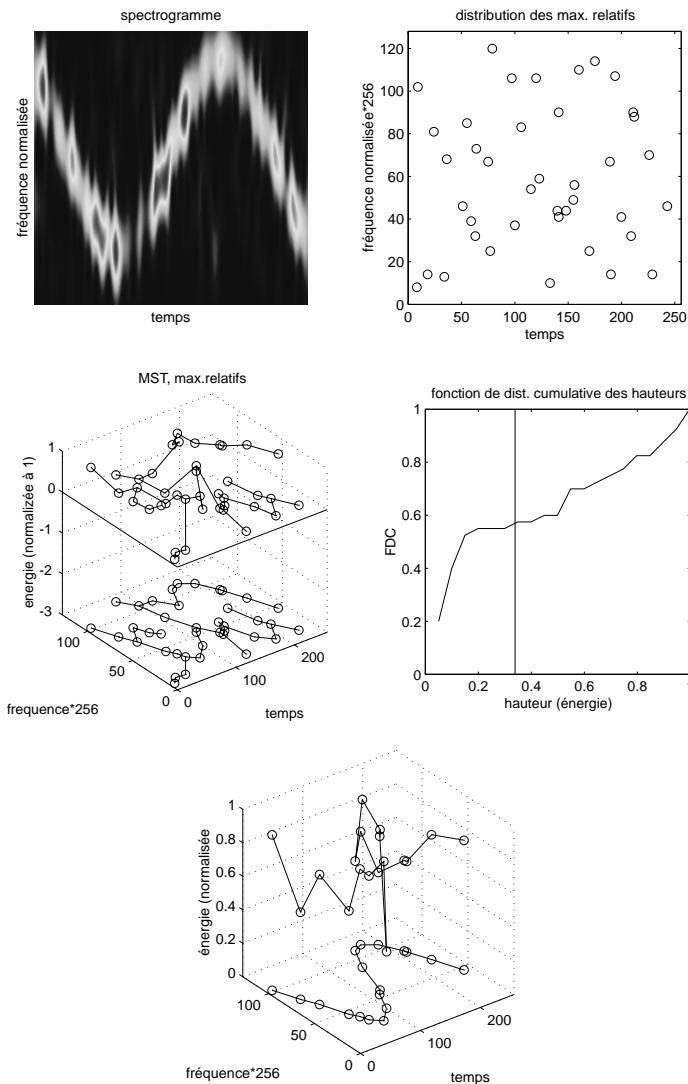 spectrogramme
fréquence normalisée
temps
distribution des max. relatifs
fréquence normalisée*256
120
100
80
60
40
20
0
0 50 100 150 200 250
temps
MST, max.relatifs
energie (normalizée à 1)
1
0
-1
-2
-3
100
50
0
0
100
200
frequence*256
temps
fonction de dist. cumulative des hauteurs
FDC
1
0.8
0.6
0.4
0.2
0
0 0.2 0.4 0.6 0.8
hauteur (énergie)
énergie (normalisée
1
0.8
0.6
0.4
0.2
0
100
50
0
0
100
200
fréquence*256
temps